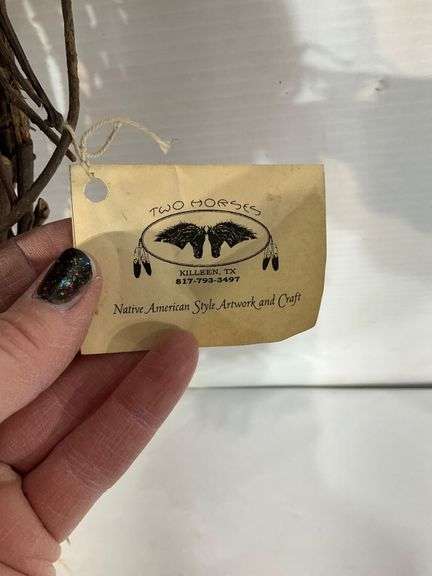 TWO HORSES
KILLEEN, TX
817-793-3497
Native American Style Artwork and Craft